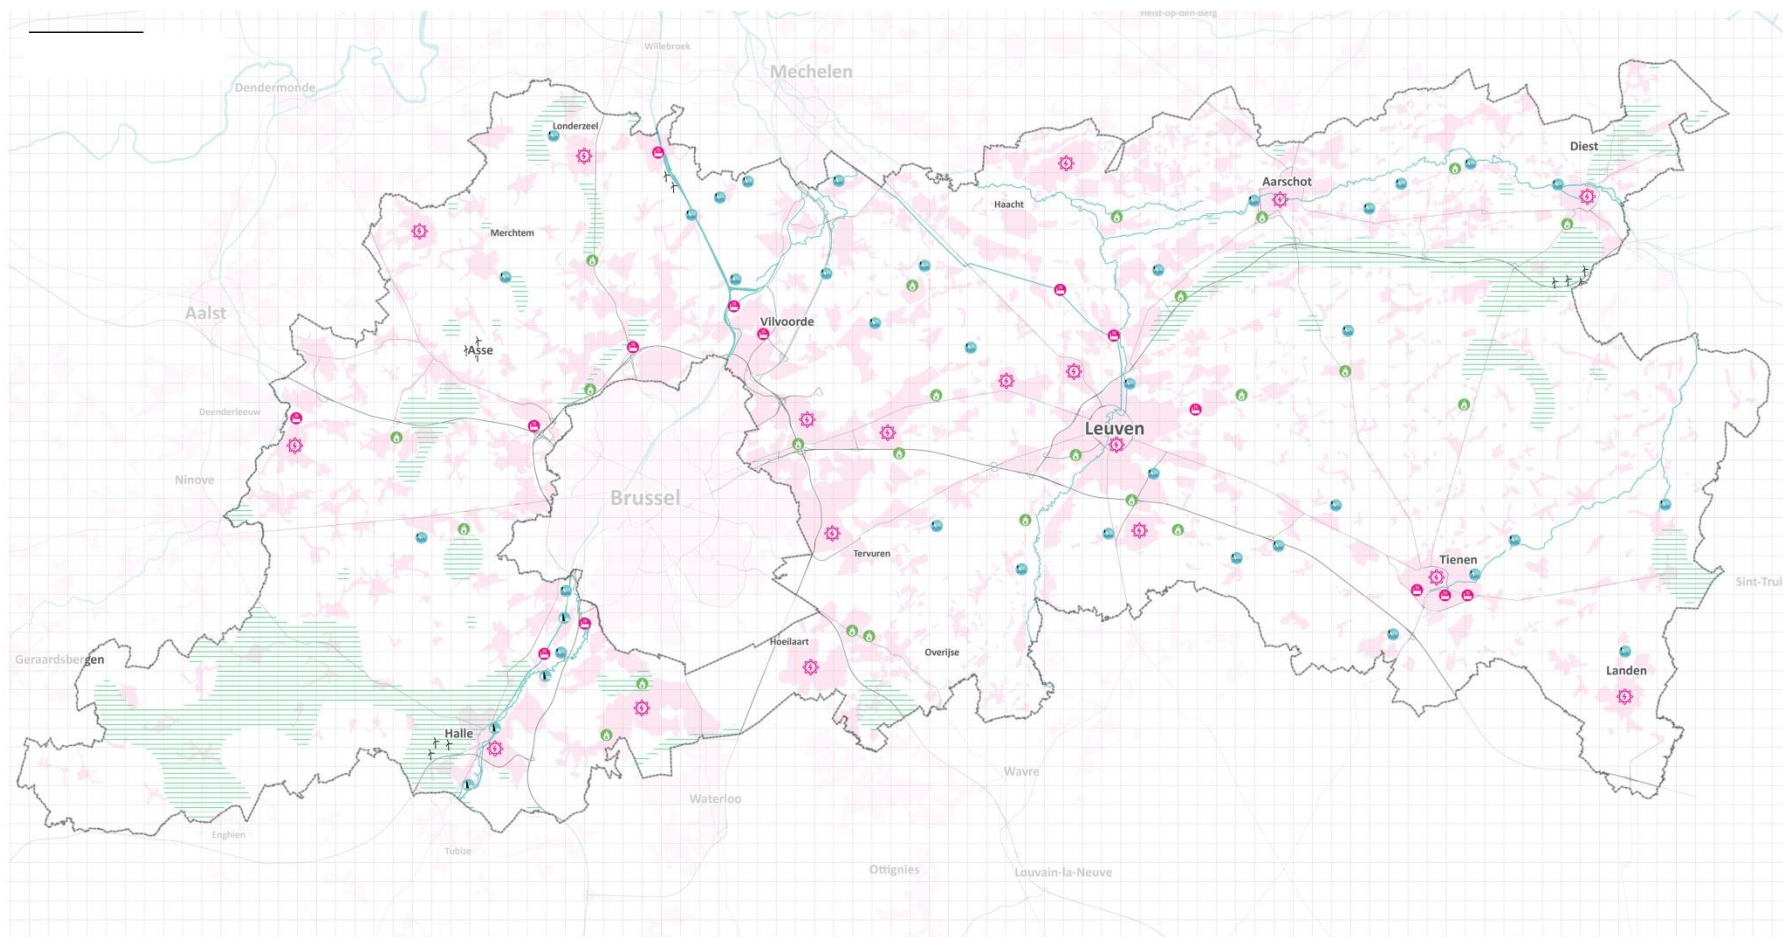 Heist-op-den-Berg
Willebroek
Mechelen
Dendermonde
Londerzeel
Diest
Aarschot
Haacht
Merchtem
Aalst
Vilvoorde
Asse
Deenderleeuw
Leuven
Ninove
Brussel
Tervuren
Tienen
Sint-Trui
Hoeilaart
Overijse
Geraardsbergen
Landen
Halle
Wavre
Waterloo
Enghien
Tubize
Ottignies
Louvain-la-Neuve